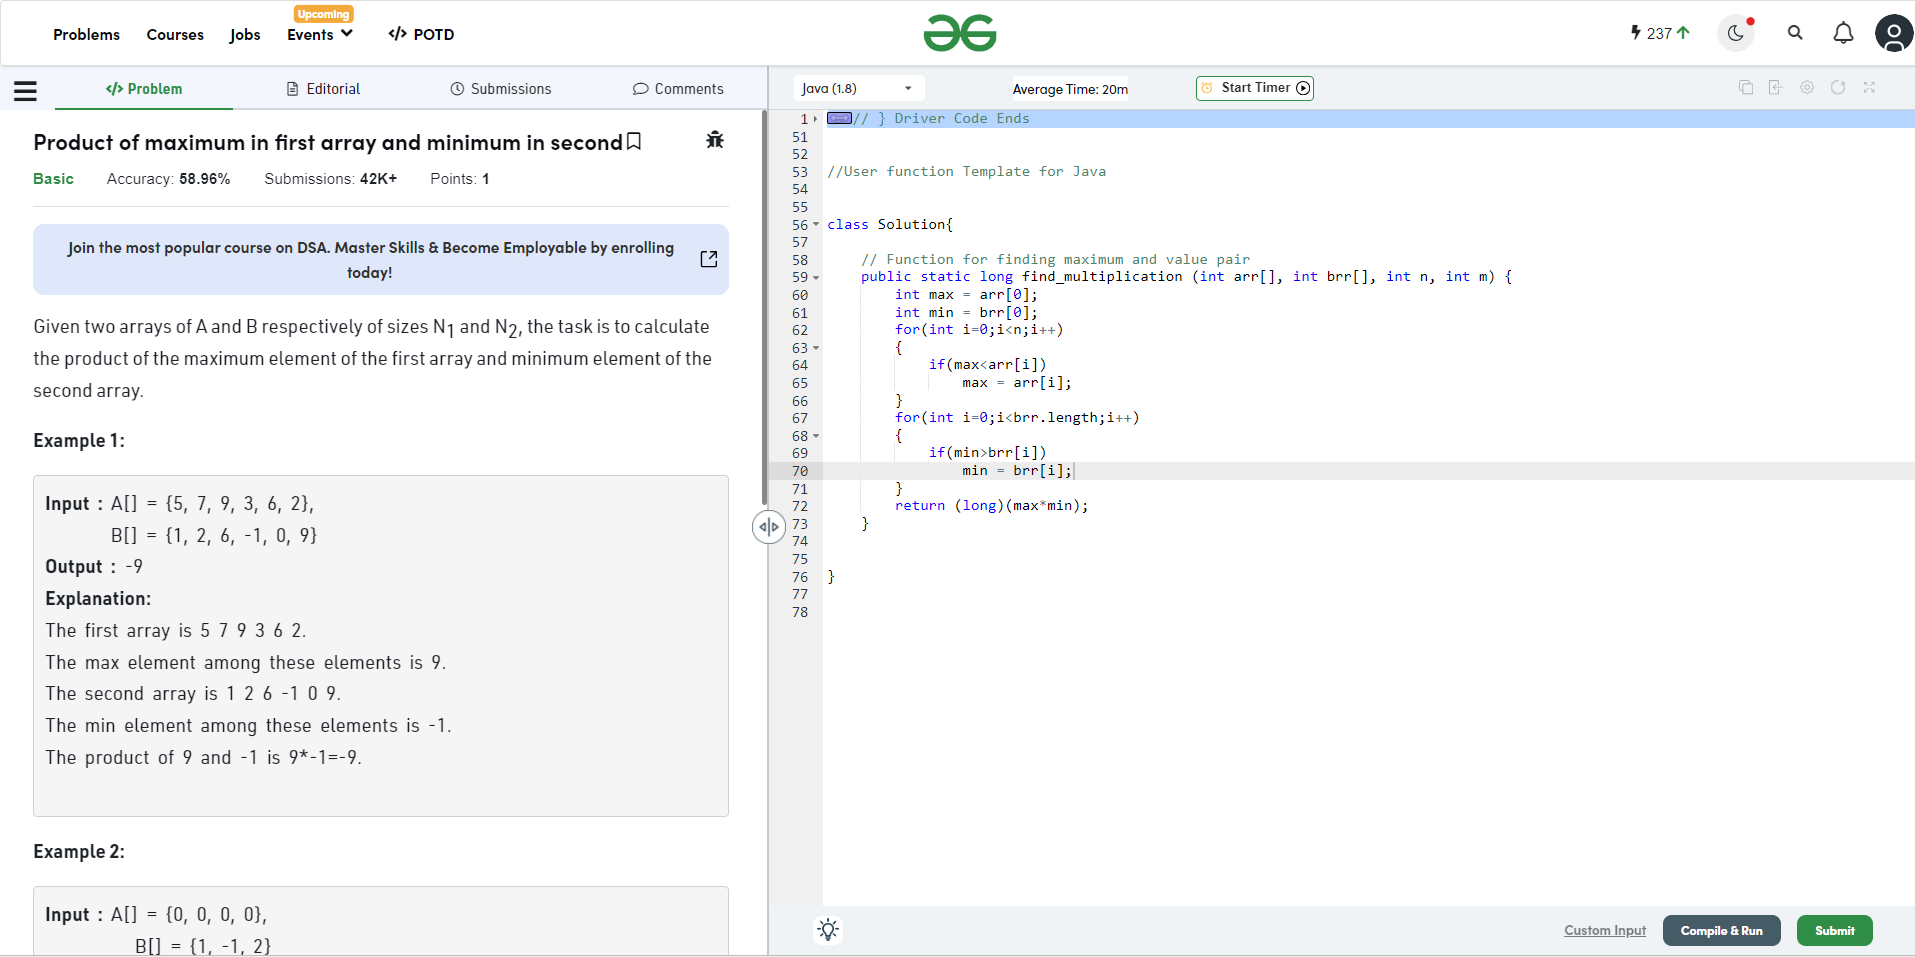 Upcoming
Problems Courses Jobs Events </> POTD
237
</> Problem Editorial Submissions Comments
Java (1.8) Average Time: 20m Start Timer
Product of maximum in first array and minimum in second
Basic Accuracy: 58.96% Submissions: 42K+ Points: 1
Join the most popular course on DSA. Master Skills & Become Employable by enrolling
today!
Given two arrays of A and B respectively of sizes N1 and N2, the task is to calculate
the product of the maximum element of the first array and minimum element of the
second array.
Example 1:
Input : A[] = {5, 7, 9, 3, 6, 2},
B[] = {1, 2, 6, -1, 0, 9}
Output : -9
Explanation:
The first array is 5 7 9 3 6 2.
The max element among these elements is 9.
The second array is 1 2 6 -1 0 9.
The min element among these elements is -1.
The product of 9 and -1 is 9*-1=-9.
Example 2:
Input : A[] = {0, 0, 0, 0},
B[] = {1, -1, 2}
1 // } Driver Code Ends
51
52
53 //User function Template for Java
54
55
56 class Solution{
57
58 // Function for finding maximum and value pair
59 public static long find_multiplication (int arr[], int brr[], int n, int m) {
60 int max = arr[0];
61 int min = brr[0];
62 for(int i=0;i<n;i++)
63 {
64 if(max<arr[i])
65 max = arr[i];
66 }
67 for(int i=0;i<brr.length;i++)
68 {
69 if(min>brr[i])
70 min = brr[i];
71 }
72 return (long)(max*min);
73 }
74
75
76 }
77
78
Custom Input Compile & Run Submit